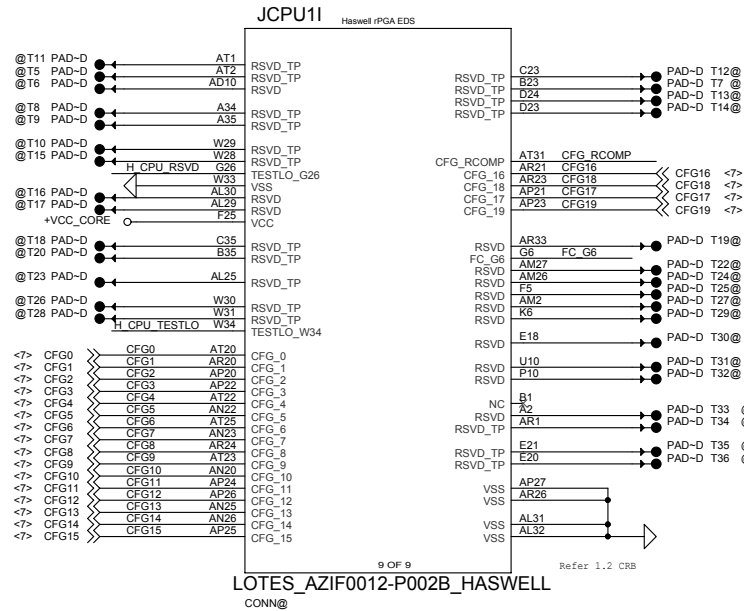 JCPU1I
Haswell rPGA EDS
@T11 PAD~D AT1 RSVD_TP
@T5 PAD~D AT2 RSVD_TP
@T6 PAD~D AD10 RSVD
@T8 PAD~D A34 RSVD_TP
@T9 PAD~D A35 RSVD_TP
@T10 PAD~D W29 RSVD_TP
@T15 PAD~D W28 RSVD_TP
H_CPU_RSVD G26 TESTLO_G26
W33 VSS
@T16 PAD~D AL30 RSVD
@T17 PAD~D AL29 RSVD
+VCC_CORE F25 VCC
@T18 PAD~D C35 RSVD_TP
@T20 PAD~D B35 RSVD_TP
@T23 PAD~D AL25 RSVD_TP
@T26 PAD~D W30 RSVD_TP
@T28 PAD~D W31 RSVD_TP
H_CPU_TESTLO W34 TESTLO_W34
<7> CFG0 CFG0 AT20 CFG_0
<7> CFG1 CFG1 AR20 CFG_1
<7> CFG2 CFG2 AP20 CFG_2
<7> CFG3 CFG3 AP22 CFG_3
<7> CFG4 CFG4 AT22 CFG_4
<7> CFG5 CFG5 AN22 CFG_5
<7> CFG6 CFG6 AT25 CFG_6
<7> CFG7 CFG7 AN23 CFG_7
<7> CFG8 CFG8 AR24 CFG_8
<7> CFG9 CFG9 AT23 CFG_9
<7> CFG10 CFG10 AN20 CFG_10
<7> CFG11 CFG11 AP24 CFG_11
<7> CFG12 CFG12 AP26 CFG_12
<7> CFG13 CFG13 AN25 CFG_13
<7> CFG14 CFG14 AN26 CFG_14
<7> CFG15 CFG15 AP25 CFG_15
RSVD_TP C23 PAD~D T12@
RSVD_TP B23 PAD~D T7 @
RSVD_TP D24 PAD~D T13@
RSVD_TP D23 PAD~D T14@
CFG_RCOMP AT31 CFG_RCOMP
CFG_16 AR21 CFG16 CFG16 <7>
CFG_18 AR23 CFG18 CFG18 <7>
CFG_17 AP21 CFG17 CFG17 <7>
CFG_19 AP23 CFG19 CFG19 <7>
RSVD AR33 PAD~D T19@
FC_G6 G6 FC_G6
RSVD AM27 PAD~D T22@
RSVD AM26 PAD~D T24@
RSVD F5 PAD~D T25@
RSVD AM2 PAD~D T27@
RSVD K6 PAD~D T29@
RSVD E18 PAD~D T30@
RSVD U10 PAD~D T31@
RSVD P10 PAD~D T32@
NC B1
RSVD A2 PAD~D T33
RSVD_TP AR1 PAD~D T34
RSVD_TP E21 PAD~D T35
RSVD_TP E20 PAD~D T36
VSS AP27
VSS AR26
VSS AL31
VSS AL32
9 OF 9
Refer 1.2 CRB
LOTES_AZIF0012-P002B_HASWELL
CONN@